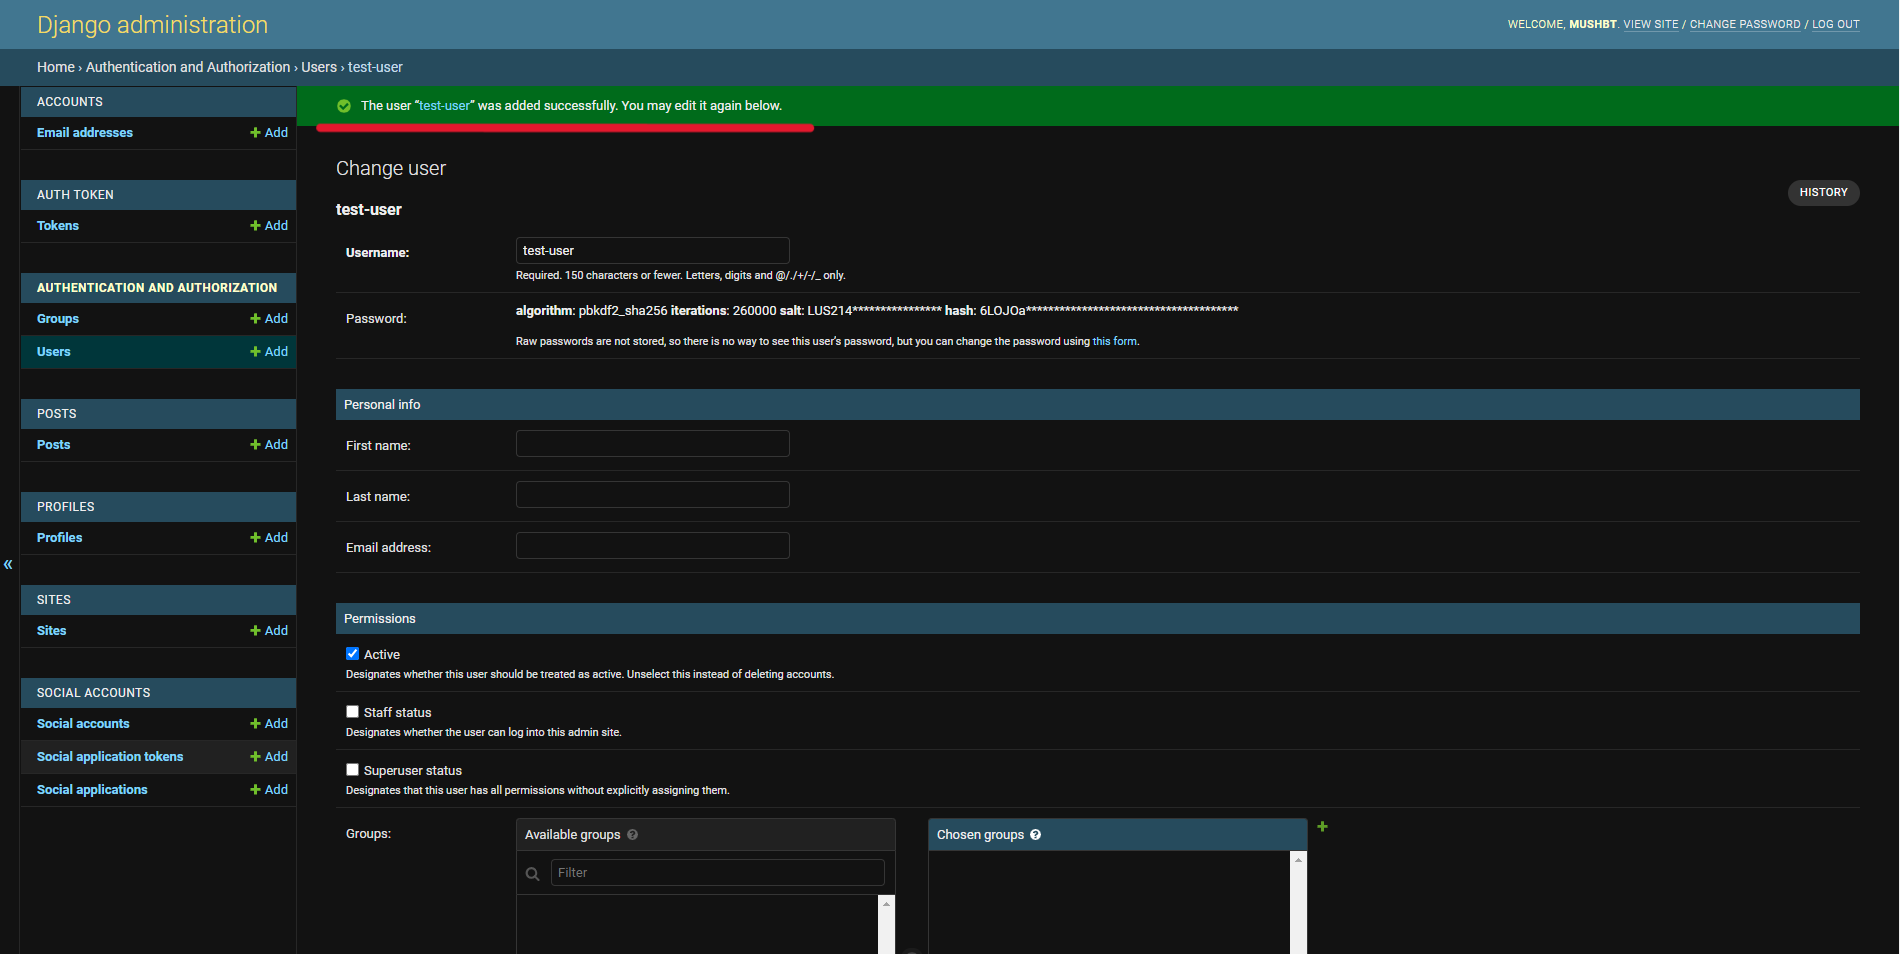 Django administration
WELCOME, MUSHBT. VIEW SITE / CHANGE PASSWORD / LOG OUT
Home › Authentication and Authorization › Users › test-user
ACCOUNTS
Email addresses + Add
AUTH TOKEN
Tokens + Add
AUTHENTICATION AND AUTHORIZATION
Groups + Add
Users + Add
POSTS
Posts + Add
PROFILES
Profiles + Add
«
SITES
Sites + Add
SOCIAL ACCOUNTS
Social accounts + Add
Social application tokens + Add
Social applications + Add
The user “test-user” was added successfully. You may edit it again below.
Change user
HISTORY
test-user
Username: test-user
Required. 150 characters or fewer. Letters, digits and @/./+/-/_ only.
Password: algorithm: pbkdf2_sha256 iterations: 260000 salt: LUS214**************** hash: 6LOJOa**************************************
Raw passwords are not stored, so there is no way to see this user’s password, but you can change the password using this form.
Personal info
First name:
Last name:
Email address:
Permissions
Active
Designates whether this user should be treated as active. Unselect this instead of deleting accounts.
Staff status
Designates whether the user can log into this admin site.
Superuser status
Designates that this user has all permissions without explicitly assigning them.
Groups:
Available groups ?
Filter
Chosen groups ?
+